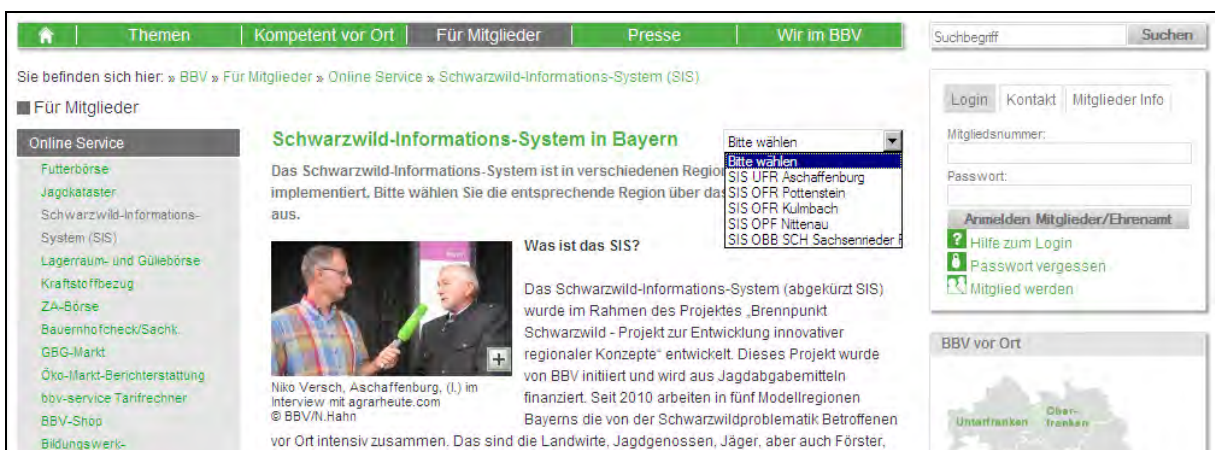 Themen
Kompetent vor Ort
Für Mitglieder
Presse
Wir im BBV
Suchbegriff
Suchen
Sie befinden sich hier: » BBV » Für Mitglieder » Online Service » Schwarzwild-Informations-System (SIS)
Für Mitglieder
Online Service
Futterbörse
Jagdkataster
Schwarzwild-Informations-
System (SIS)
Lagerraum- und Güllebörse
Kraftstoffbezug
ZA-Börse
Bauernhofcheck/Sachk.
GBG-Markt
Öko-Markt-Berichterstattung
bbv-service Tarifrechner
BBV-Shop
Bildungswerk-
Schwarzwild-Informations-System in Bayern
Bitte wählen
Bitte wählen
SIS UFR Aschaffenburg
SIS OFR Pottenstein
SIS OFR Kulmbach
SIS OPF Nittenau
SIS OBB SCH Sachsenrieder F
Das Schwarzwild-Informations-System ist in verschiedenen Region
implementiert. Bitte wählen Sie die entsprechende Region über das
aus.
Niko Versch, Aschaffenburg, (l.) im
Interview mit agrarheute.com
© BBV/N.Hahn
Was ist das SIS?
Das Schwarzwild-Informations-System (abgekürzt SIS)
wurde im Rahmen des Projektes „Brennpunkt
Schwarzwild - Projekt zur Entwicklung innovativer
regionaler Konzepte“ entwickelt. Dieses Projekt wurde
von BBV initiiert und wird aus Jagdabgabemitteln
finanziert. Seit 2010 arbeiten in fünf Modellregionen
Bayerns die von der Schwarzwildproblematik Betroffenen
vor Ort intensiv zusammen. Das sind die Landwirte, Jagdgenossen, Jäger, aber auch Förster,
Login
Kontakt
Mitglieder Info
Mitgliedsnummer:
Passwort:
Anmelden Mitglieder/Ehrenamt
Hilfe zum Login
Passwort vergessen
Mitglied werden
BBV vor Ort
Unterfranken
Ober-
franken